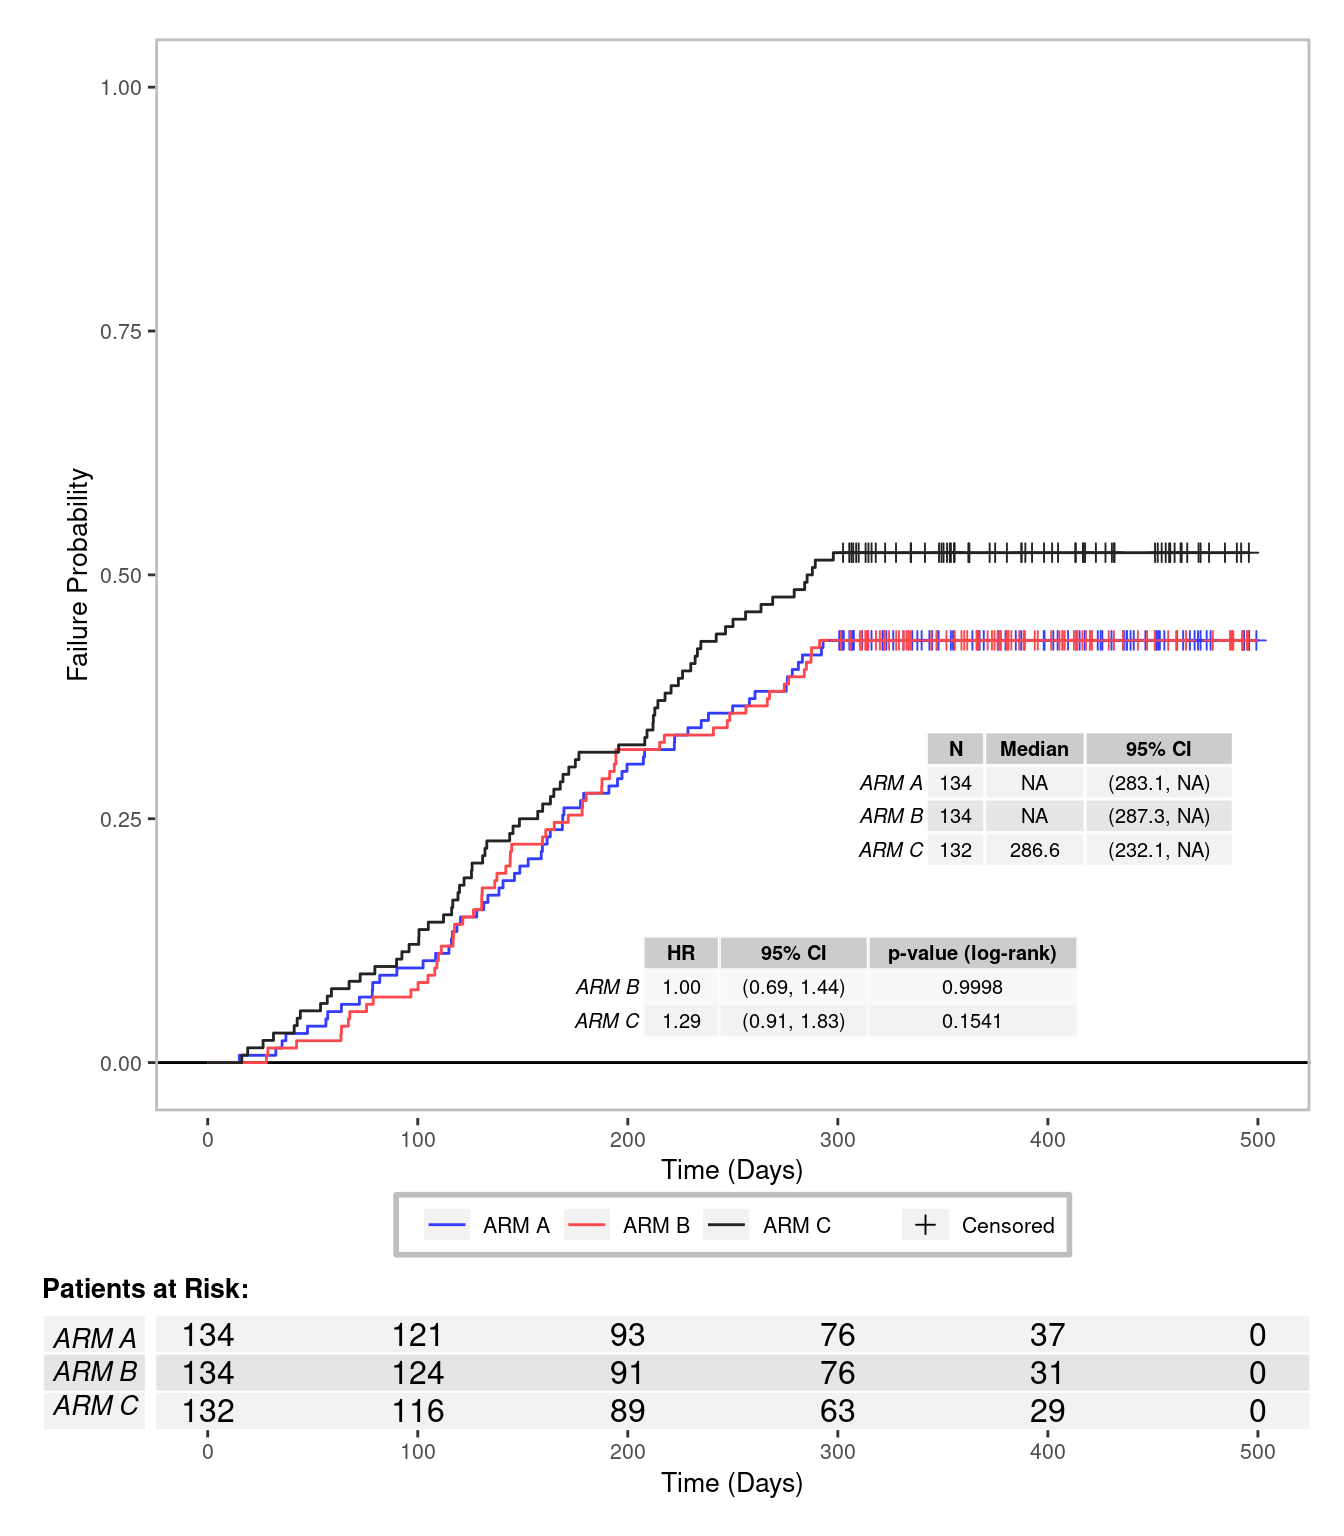 1.00
0.75
0.50
0.25
0.00
Failure Probability
N Median 95% CI
ARM A 134 NA (283.1, NA)
ARM B 134 NA (287.3, NA)
ARM C 132 286.6 (232.1, NA)
HR 95% CI p-value (log-rank)
ARM B 1.00 (0.69, 1.44) 0.9998
ARM C 1.29 (0.91, 1.83) 0.1541
0 100 200 300 400 500
Time (Days)
ARM A ARM B ARM C Censored
Patients at Risk:
ARM A 134 121 93 76 37 0
ARM B 134 124 91 76 31 0
ARM C 132 116 89 63 29 0
0 100 200 300 400 500
Time (Days)